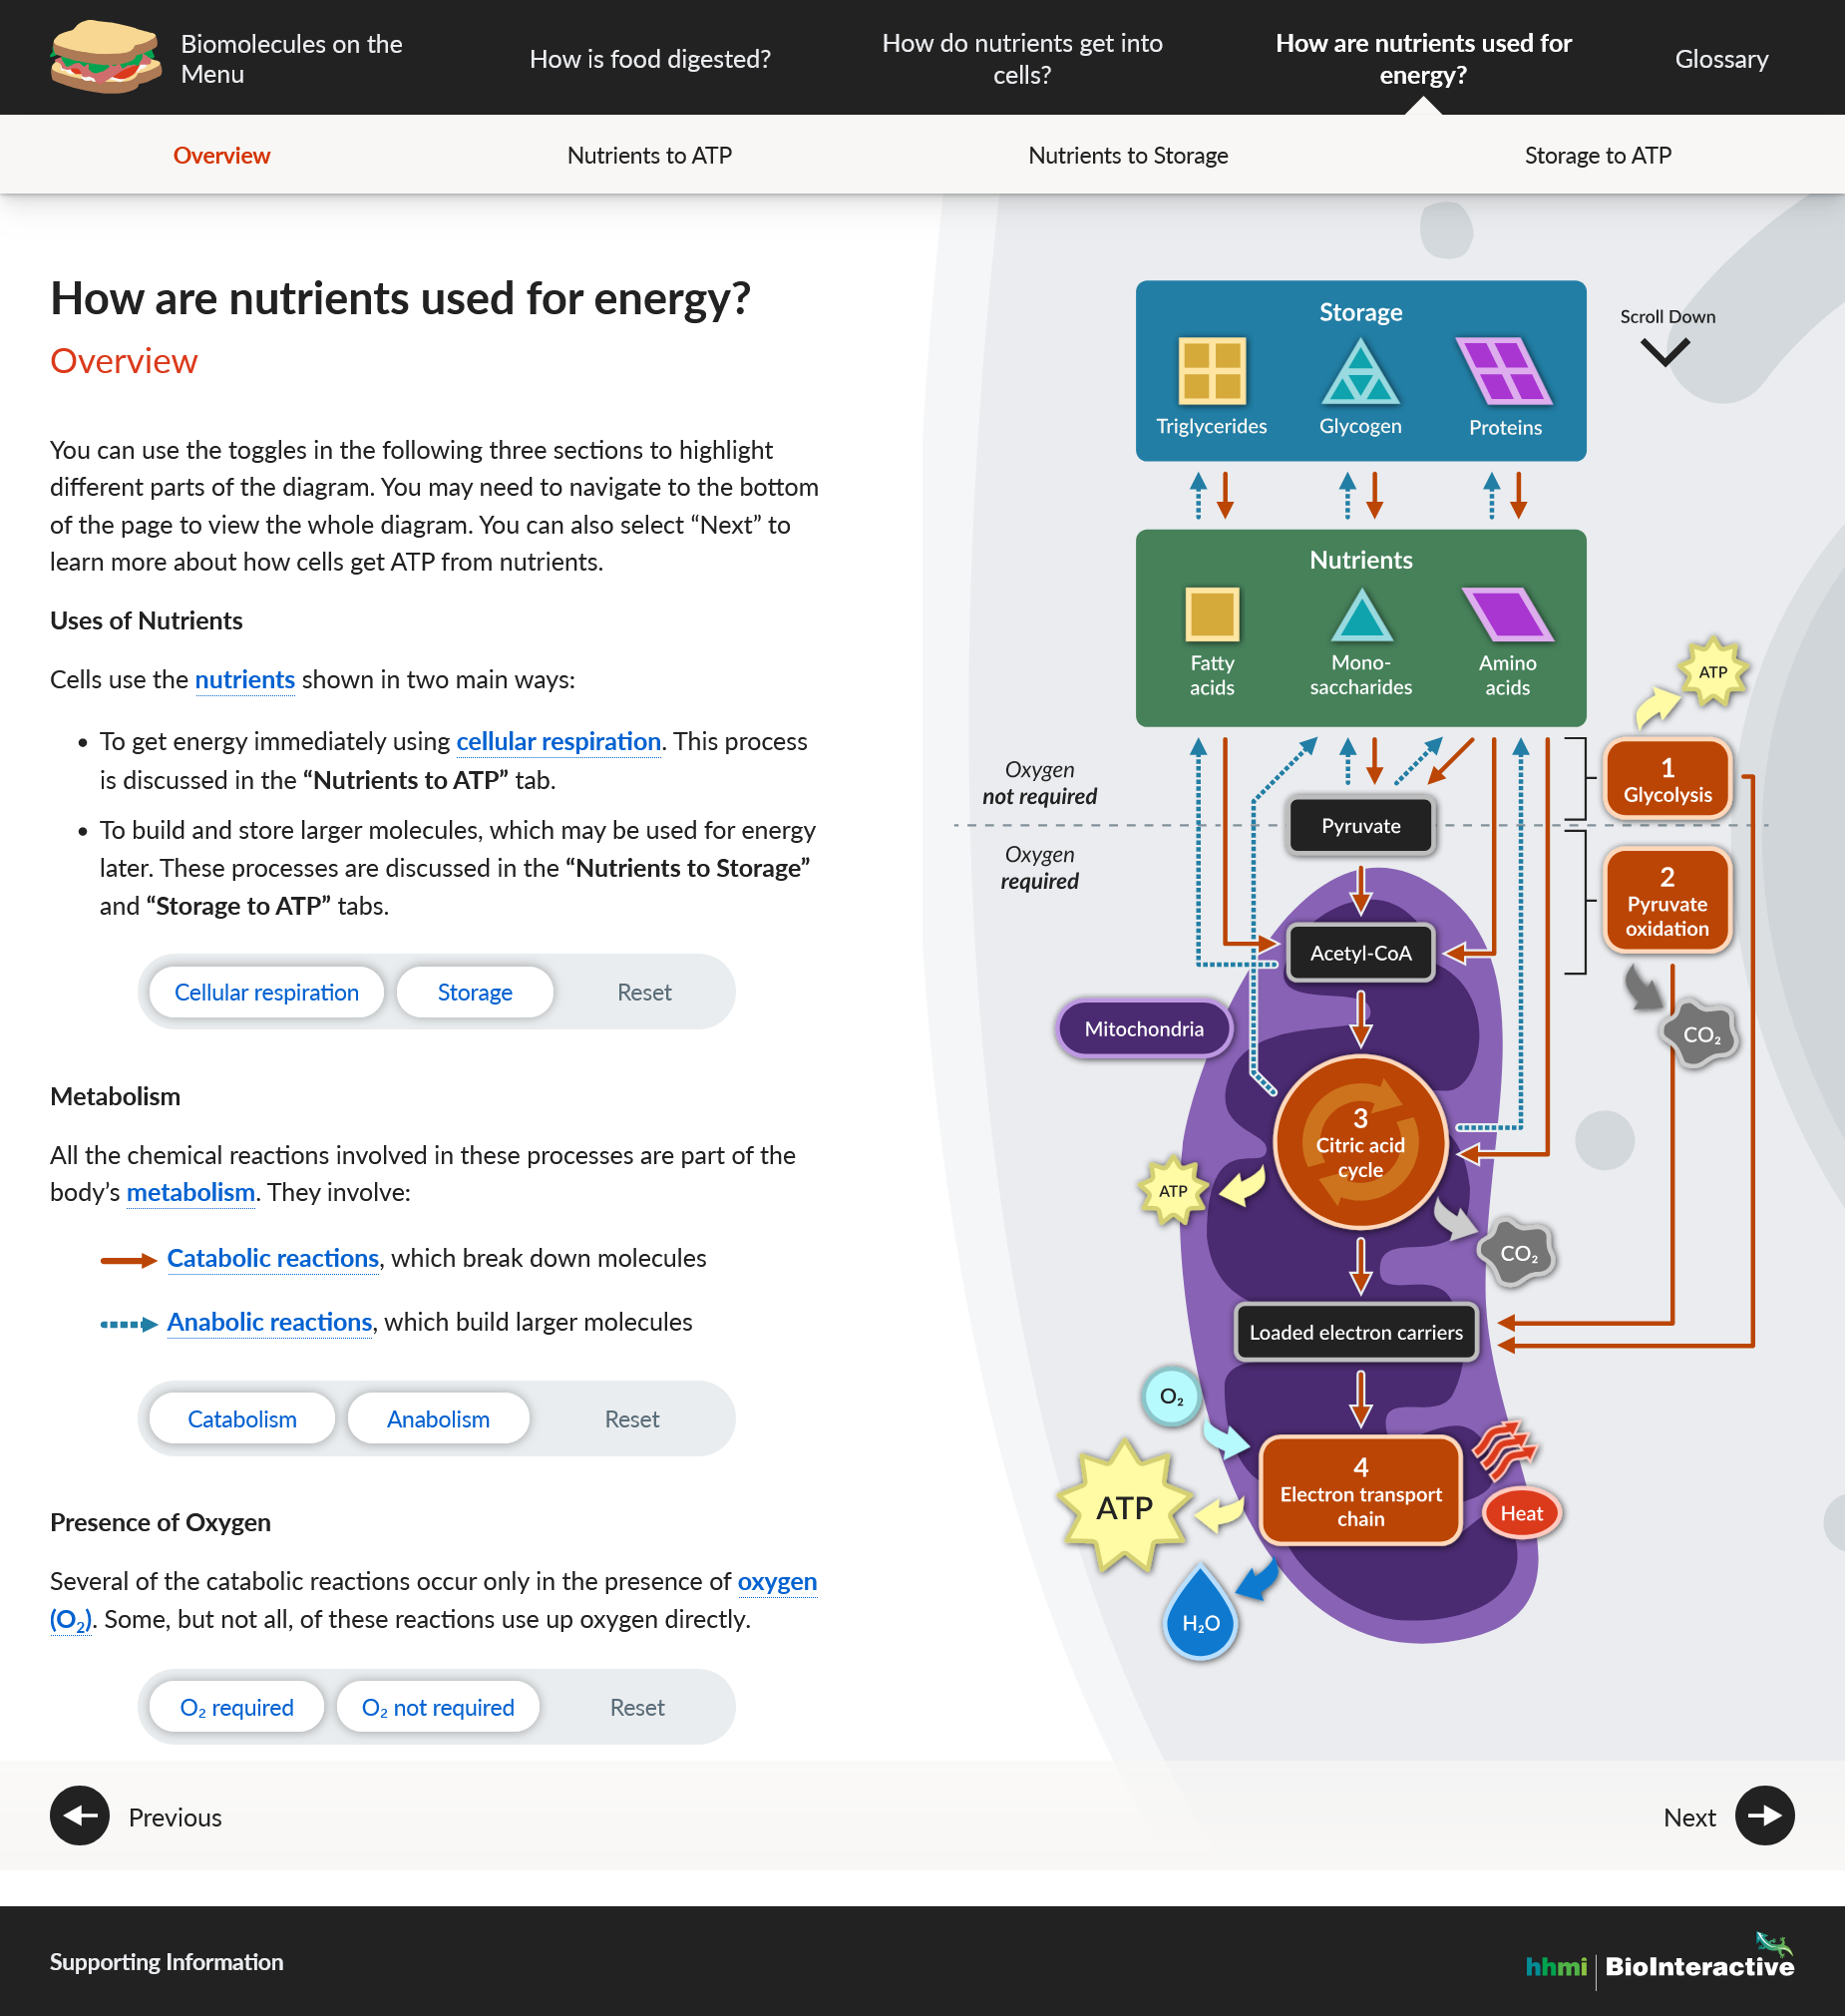 Biomolecules on the
Menu
How is food digested?
How do nutrients get into
cells?
How are nutrients used for
energy?
Glossary
Overview
Nutrients to ATP
Nutrients to Storage
Storage to ATP
How are nutrients used for energy?
Overview
You can use the toggles in the following three sections to highlight
different parts of the diagram. You may need to navigate to the bottom
of the page to view the whole diagram. You can also select “Next” to
learn more about how cells get ATP from nutrients.
Uses of Nutrients
Cells use the nutrients shown in two main ways:
• To get energy immediately using cellular respiration. This process
is discussed in the “Nutrients to ATP” tab.
• To build and store larger molecules, which may be used for energy
later. These processes are discussed in the “Nutrients to Storage”
and “Storage to ATP” tabs.
Cellular respiration
Storage
Reset
Metabolism
All the chemical reactions involved in these processes are part of the
body’s metabolism. They involve:
Catabolic reactions, which break down molecules
Anabolic reactions, which build larger molecules
Catabolism
Anabolism
Reset
Presence of Oxygen
Several of the catabolic reactions occur only in the presence of oxygen
(O₂). Some, but not all, of these reactions use up oxygen directly.
O₂ required
O₂ not required
Reset
Storage
Triglycerides
Glycogen
Proteins
Scroll Down
Nutrients
Fatty
acids
Mono-
saccharides
Amino
acids
ATP
Oxygen
not required
1
Glycolysis
Pyruvate
Oxygen
required
2
Pyruvate
oxidation
Acetyl-CoA
Mitochondria
CO₂
3
Citric acid
cycle
ATP
CO₂
Loaded electron carriers
O₂
4
Electron transport
chain
ATP
Heat
H₂O
Previous
Next
Supporting Information
hhmi BioInteractive